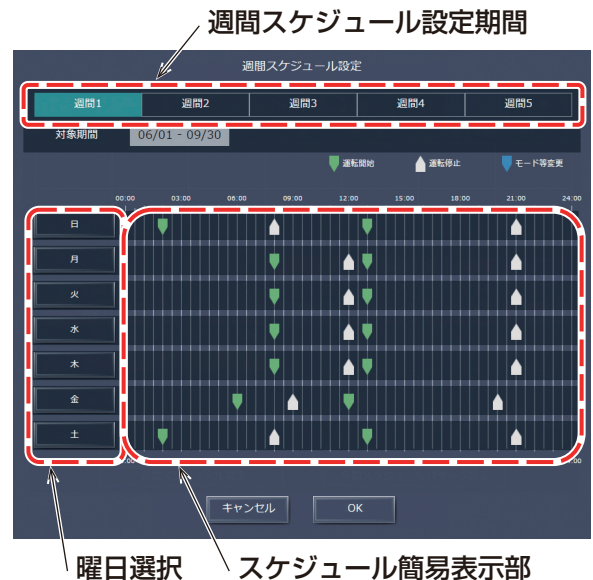 週間スケジュール設定期間
週間スケジュール設定
週間1 週間2 週間3 週間4 週間5
対象期間 06/01 - 09/30
運転開始 運転停止 モード等変更
00:00 03:00 06:00 09:00 12:00 15:00 18:00 21:00 24:00
日
月
火
水
木
金
土
キャンセル OK
曜日選択 スケジュール簡易表示部